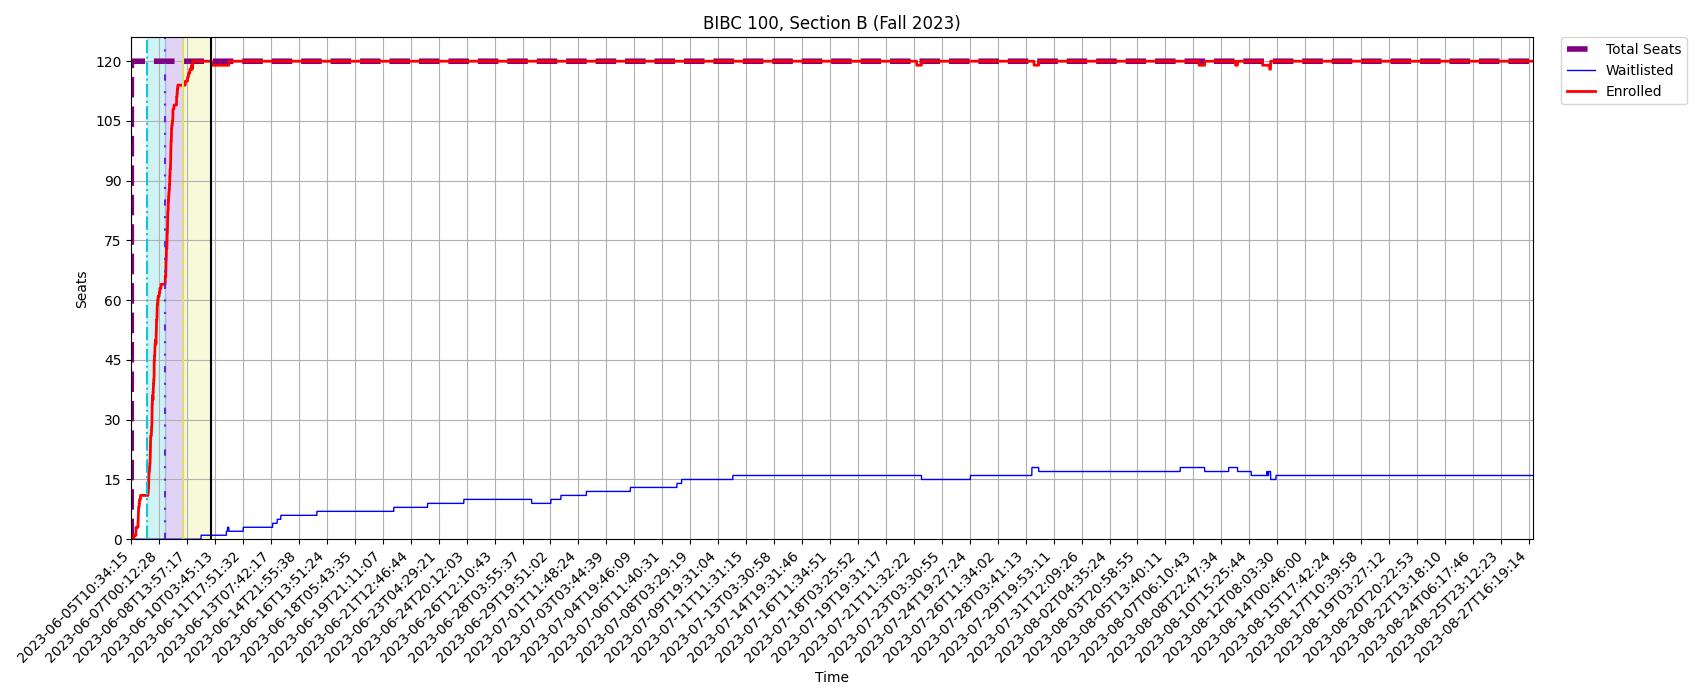 BIBC 100, Section B (Fall 2023)
Total Seats
Waitlisted
Enrolled
120
105
90
75
60
45
30
15
0
Seats
2023-06-05T10:34:15
2023-06-07T00:12:28
2023-06-08T13:57:17
2023-06-10T03:45:13
2023-06-11T17:51:32
2023-06-13T07:42:17
2023-06-14T21:55:38
2023-06-16T13:51:24
2023-06-18T05:43:35
2023-06-19T21:11:07
2023-06-21T12:46:44
2023-06-23T04:29:21
2023-06-24T20:12:03
2023-06-26T12:10:43
2023-06-28T03:55:37
2023-06-29T19:51:02
2023-07-01T11:48:24
2023-07-03T03:44:39
2023-07-04T19:46:09
2023-07-06T11:40:31
2023-07-08T03:29:19
2023-07-09T19:31:04
2023-07-11T11:31:15
2023-07-13T03:30:58
2023-07-14T19:31:46
2023-07-16T11:34:51
2023-07-18T03:25:52
2023-07-19T19:31:17
2023-07-21T11:32:22
2023-07-23T03:30:55
2023-07-24T19:27:24
2023-07-26T11:34:02
2023-07-28T03:41:13
2023-07-29T19:53:11
2023-07-31T12:09:26
2023-08-02T04:35:24
2023-08-03T20:58:55
2023-08-05T13:40:11
2023-08-07T06:10:43
2023-08-08T22:47:34
2023-08-10T15:25:44
2023-08-12T08:03:30
2023-08-14T00:46:00
2023-08-15T17:42:24
2023-08-17T10:39:58
2023-08-19T03:27:12
2023-08-20T20:22:53
2023-08-22T13:18:10
2023-08-24T06:17:46
2023-08-25T23:12:23
2023-08-27T16:19:14
Time